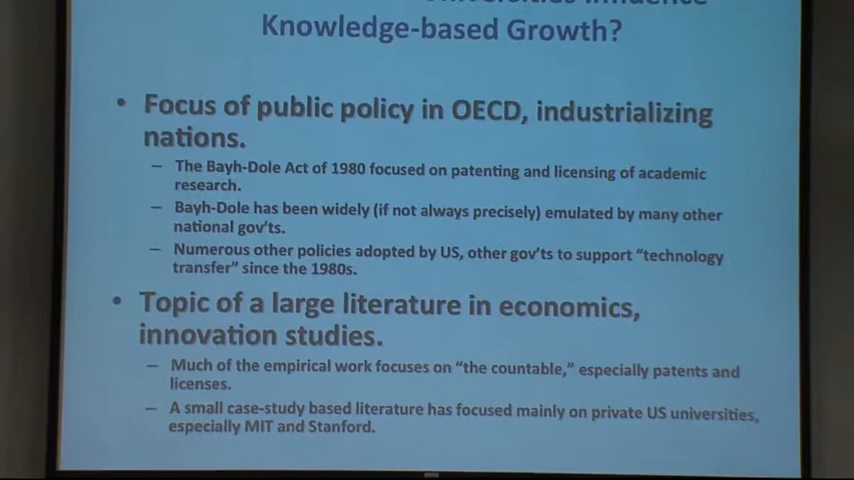 Influence
Knowledge-based Growth?
• Focus of public policy in OECD, industrializing
nations.
– The Bayh-Dole Act of 1980 focused on patenting and licensing of academic
research.
– Bayh-Dole has been widely (if not always precisely) emulated by many other
national gov'ts.
– Numerous other policies adopted by US, other gov'ts to support “technology
transfer” since the 1980s.
• Topic of a large literature in economics,
innovation studies.
– Much of the empirical work focuses on “the countable,” especially patents and
licenses.
– A small case-study based literature has focused mainly on private US universities,
especially MIT and Stanford.